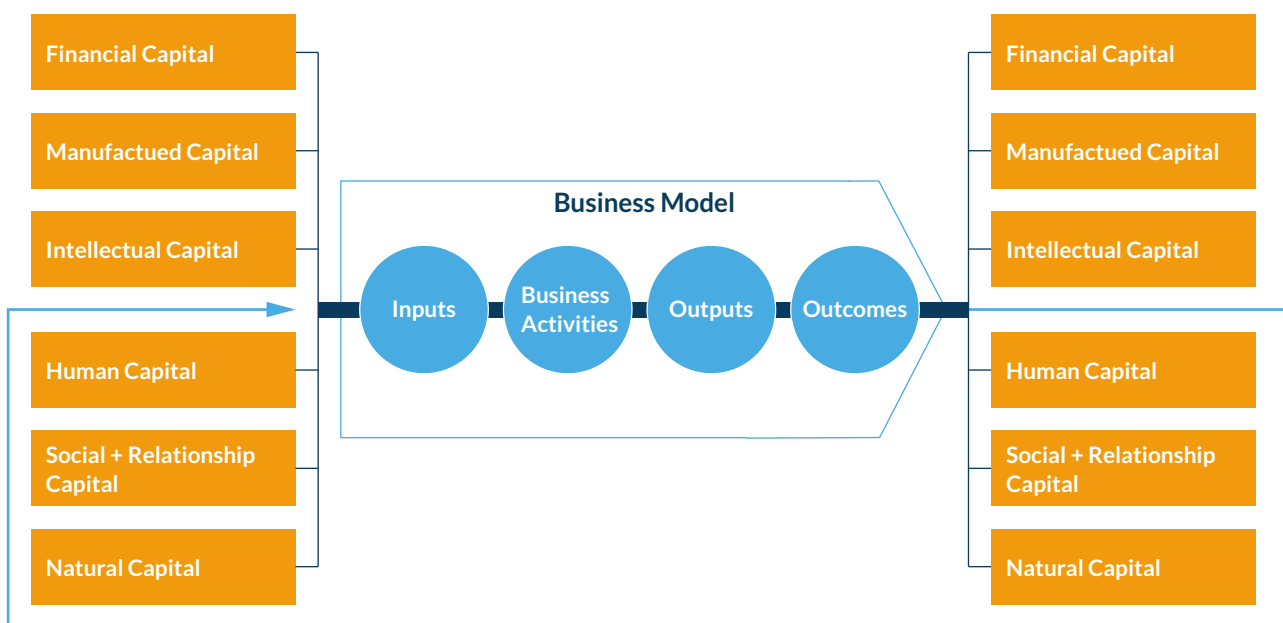 Financial Capital
Manufactued Capital
Intellectual Capital
Human Capital
Social + Relationship
Capital
Natural Capital
Business Model
Inputs
Business
Activities
Outputs
Outcomes
Financial Capital
Manufactued Capital
Intellectual Capital
Human Capital
Social + Relationship
Capital
Natural Capital